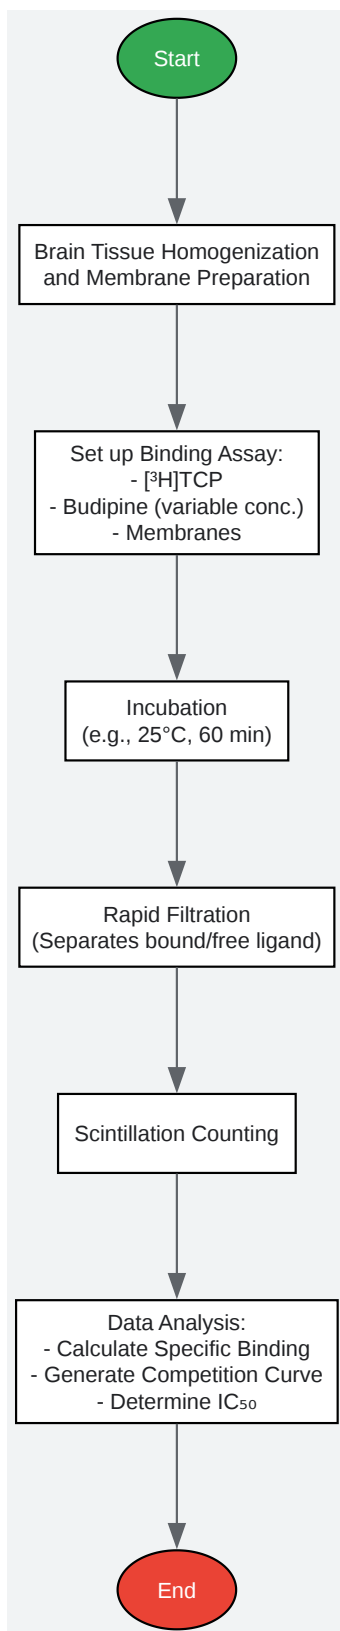 Start
Brain Tissue Homogenization
and Membrane Preparation
Set up Binding Assay:
- [³H]TCP
- Budipine (variable conc.)
- Membranes
Incubation
(e.g., 25°C, 60 min)
Rapid Filtration
(Separates bound/free ligand)
Scintillation Counting
Data Analysis:
- Calculate Specific Binding
- Generate Competition Curve
- Determine IC₅₀
End